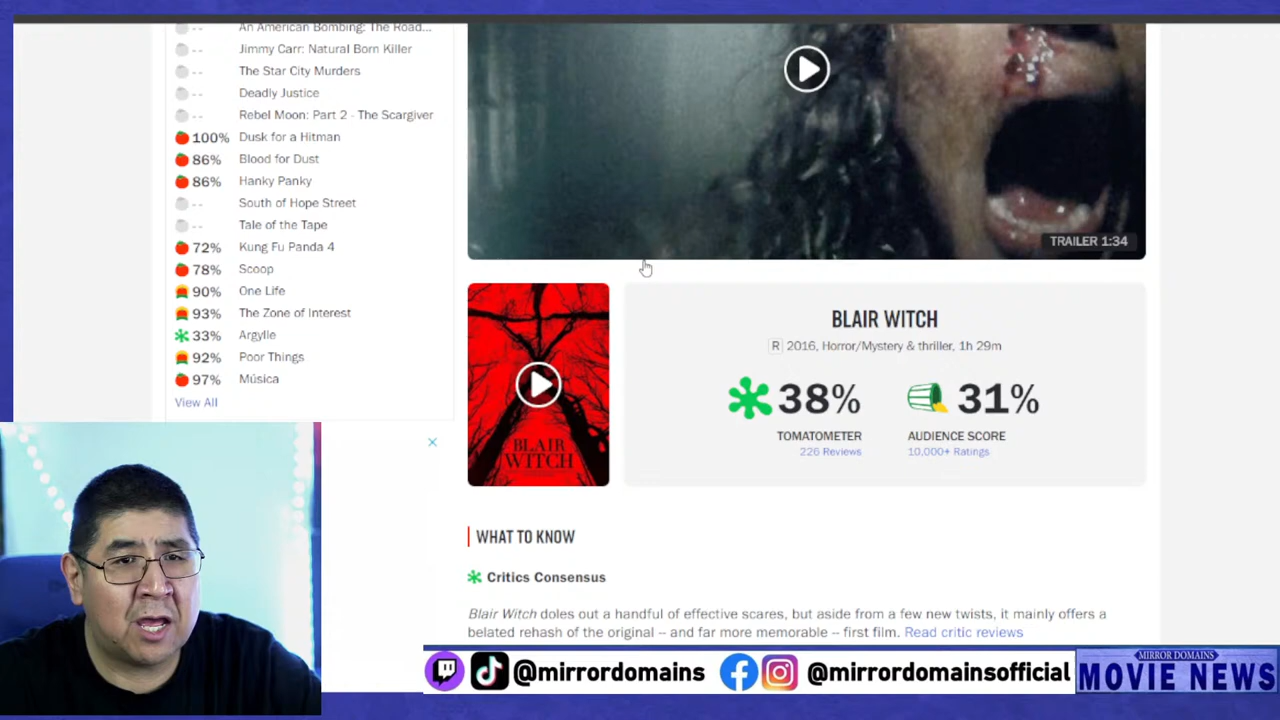 -- An American Bombing: The Road...
-- Jimmy Carr: Natural Born Killer
-- The Star City Murders
-- Deadly Justice
-- Rebel Moon: Part 2 - The Scargiver
100% Dusk for a Hitman
86% Blood for Dust
86% Hanky Panky
-- South of Hope Street
-- Tale of the Tape
72% Kung Fu Panda 4
78% Scoop
90% One Life
93% The Zone of Interest
33% Argylle
92% Poor Things
97% Música
View All
TRAILER 1:34
BLAIR
WITCH
BLAIR WITCH
R 2016, Horror/Mystery & thriller, 1h 29m
38% 31%
TOMATOMETER AUDIENCE SCORE
226 Reviews 10,000+ Ratings
WHAT TO KNOW
Critics Consensus
Blair Witch doles out a handful of effective scares, but aside from a few new twists, it mainly offers a
belated rehash of the original -- and far more memorable -- first film. Read critic reviews
@mirrordomains @mirrordomainsofficial
MIRROR DOMAINS
MOVIE NEWS